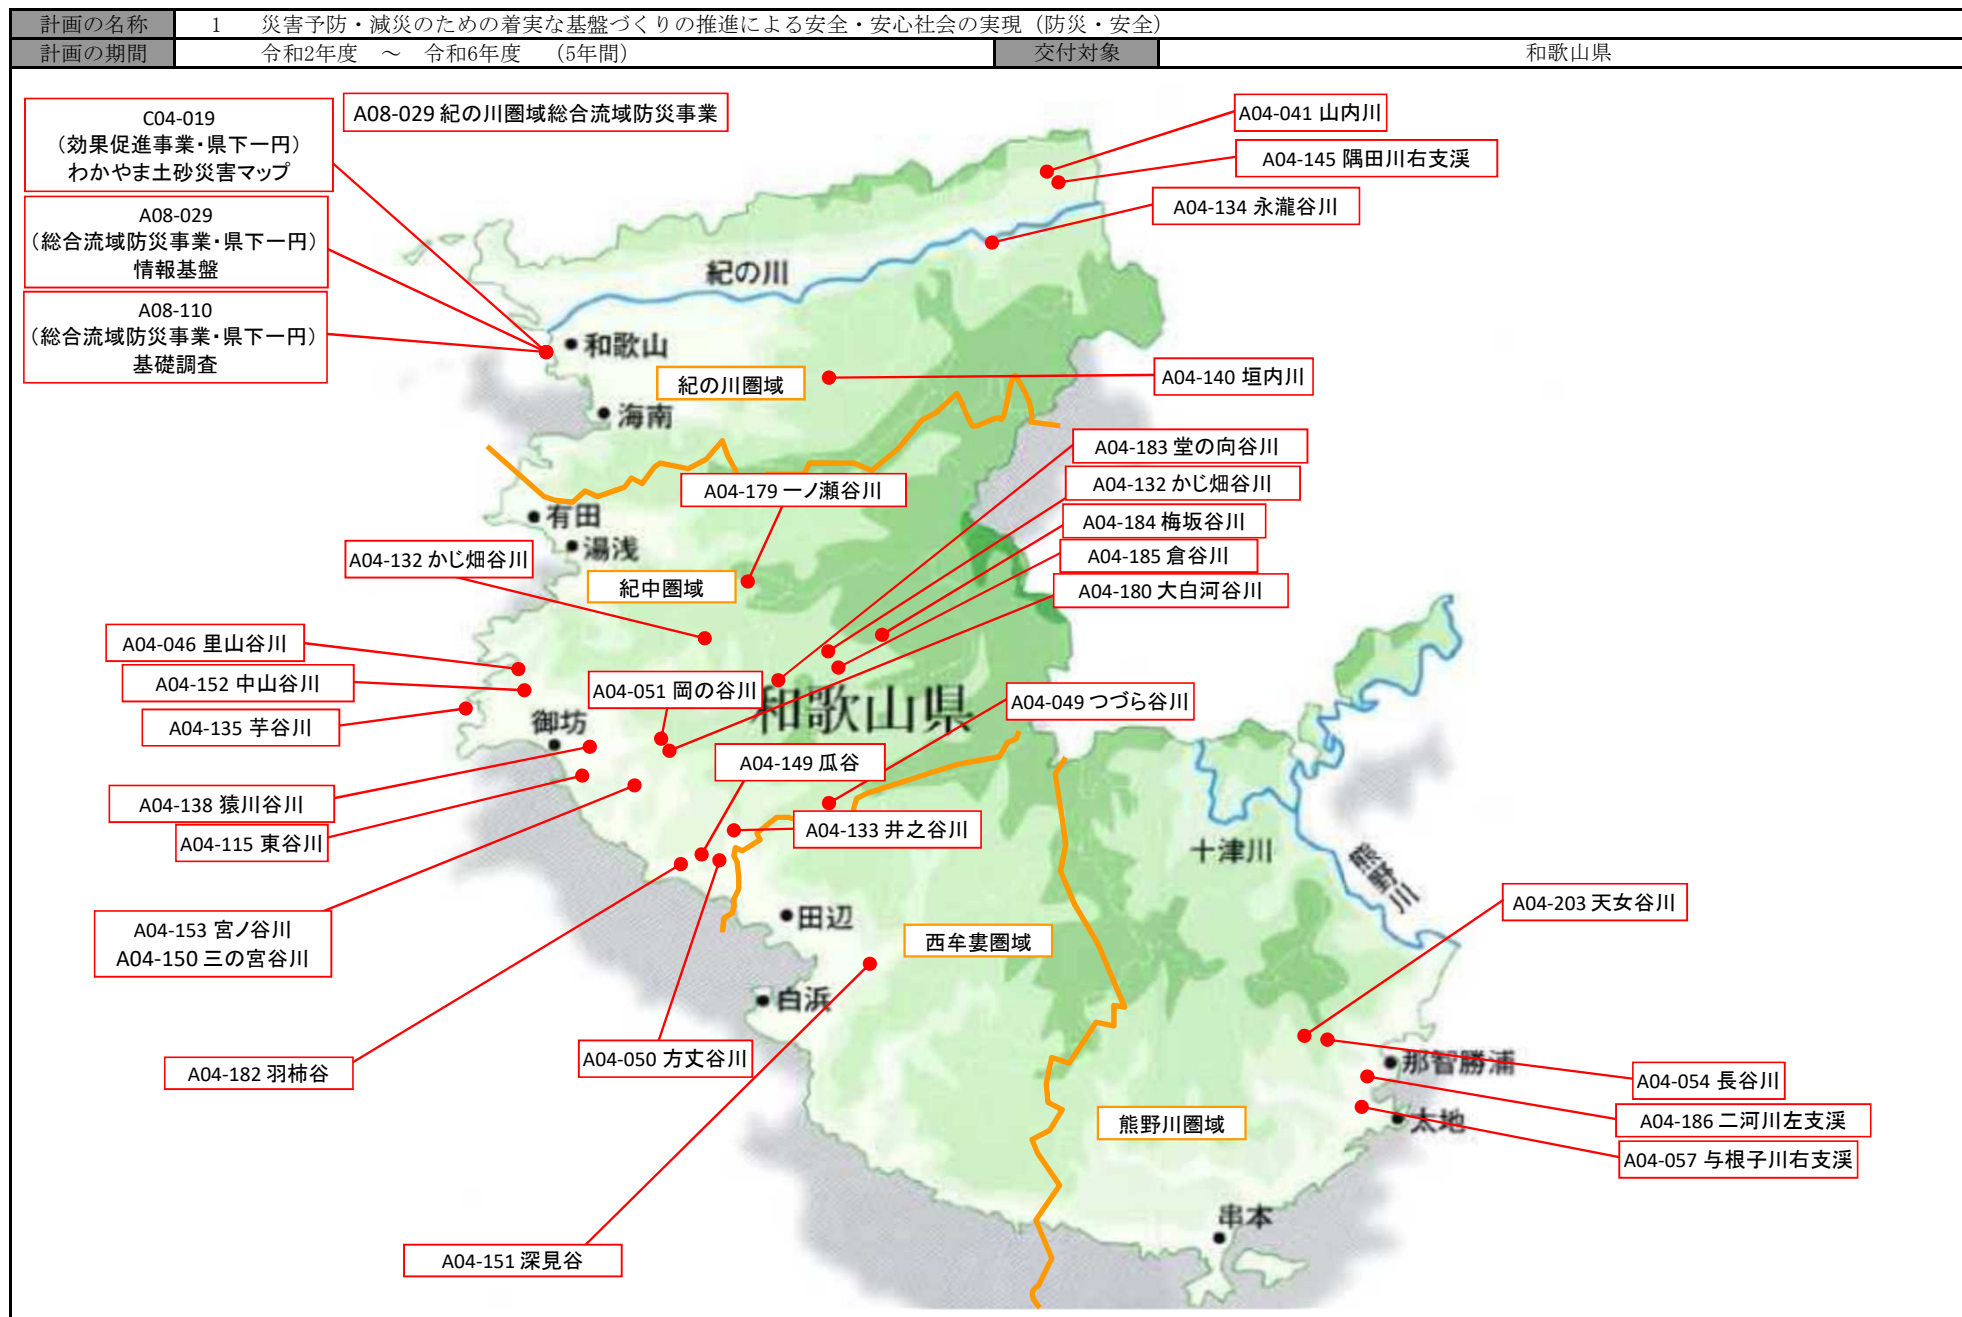 計画の名称 1 災害予防・減災のための着実な基盤づくりの推進による安全・安心社会の実現（防災・安全）
計画の期間 令和2年度 ～ 令和6年度 （5年間） 交付対象 和歌山県
C04-019
（効果促進事業・県下一円）
わかやま土砂災害マップ
A08-029 紀の川圏域総合流域防災事業
A04-041 山内川
A04-145 隅田川右支渓
A04-134 永瀧谷川
A08-029
（総合流域防災事業・県下一円）
情報基盤
A08-110
（総合流域防災事業・県下一円）
基礎調査
紀の川
和歌山
紀の川圏域
A04-140 垣内川
海南
A04-183 堂の向谷川
A04-179 一ノ瀬谷川
A04-132 かじ畑谷川
有田
A04-184 梅坂谷川
湯浅
A04-132 かじ畑谷川
A04-185 倉谷川
紀中圏域
A04-180 大白河谷川
A04-046 里山谷川
A04-152 中山谷川
A04-051 岡の谷川
和歌山県
A04-049 つづら谷川
A04-135 芋谷川
御坊
A04-149 瓜谷
A04-138 猿川谷川
A04-133 井之谷川
A04-115 東谷川
十津川
熊野川
A04-153 宮ノ谷川
A04-150 三の宮谷川
田辺
A04-203 天女谷川
西牟婁圏域
白浜
A04-050 方丈谷川
A04-182 羽柿谷
那智勝浦
A04-054 長谷川
太地
熊野川圏域
A04-186 二河川左支渓
A04-057 与根子川右支渓
串本
A04-151 深見谷